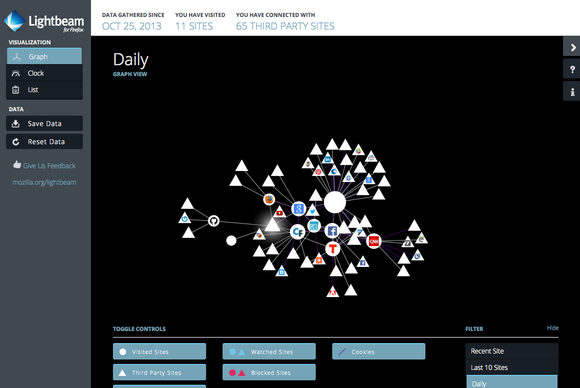 Lightbeam
for Firefox
DATA GATHERED SINCE
OCT 25, 2013
YOU HAVE VISITED
11 SITES
YOU HAVE CONNECTED WITH
65 THIRD PARTY SITES
VISUALIZATION
Graph
Clock
List
DATA
Save Data
Reset Data
Give Us Feedback
mozilla.org/lightbeam
Daily
GRAPH VIEW
?
i
CF
f
T
CNN
TOGGLE CONTROLS
Visited Sites
Watched Sites
Cookies
Third Party Sites
Blocked Sites
FILTER
Hide
Recent Site
Last 10 Sites
Daily